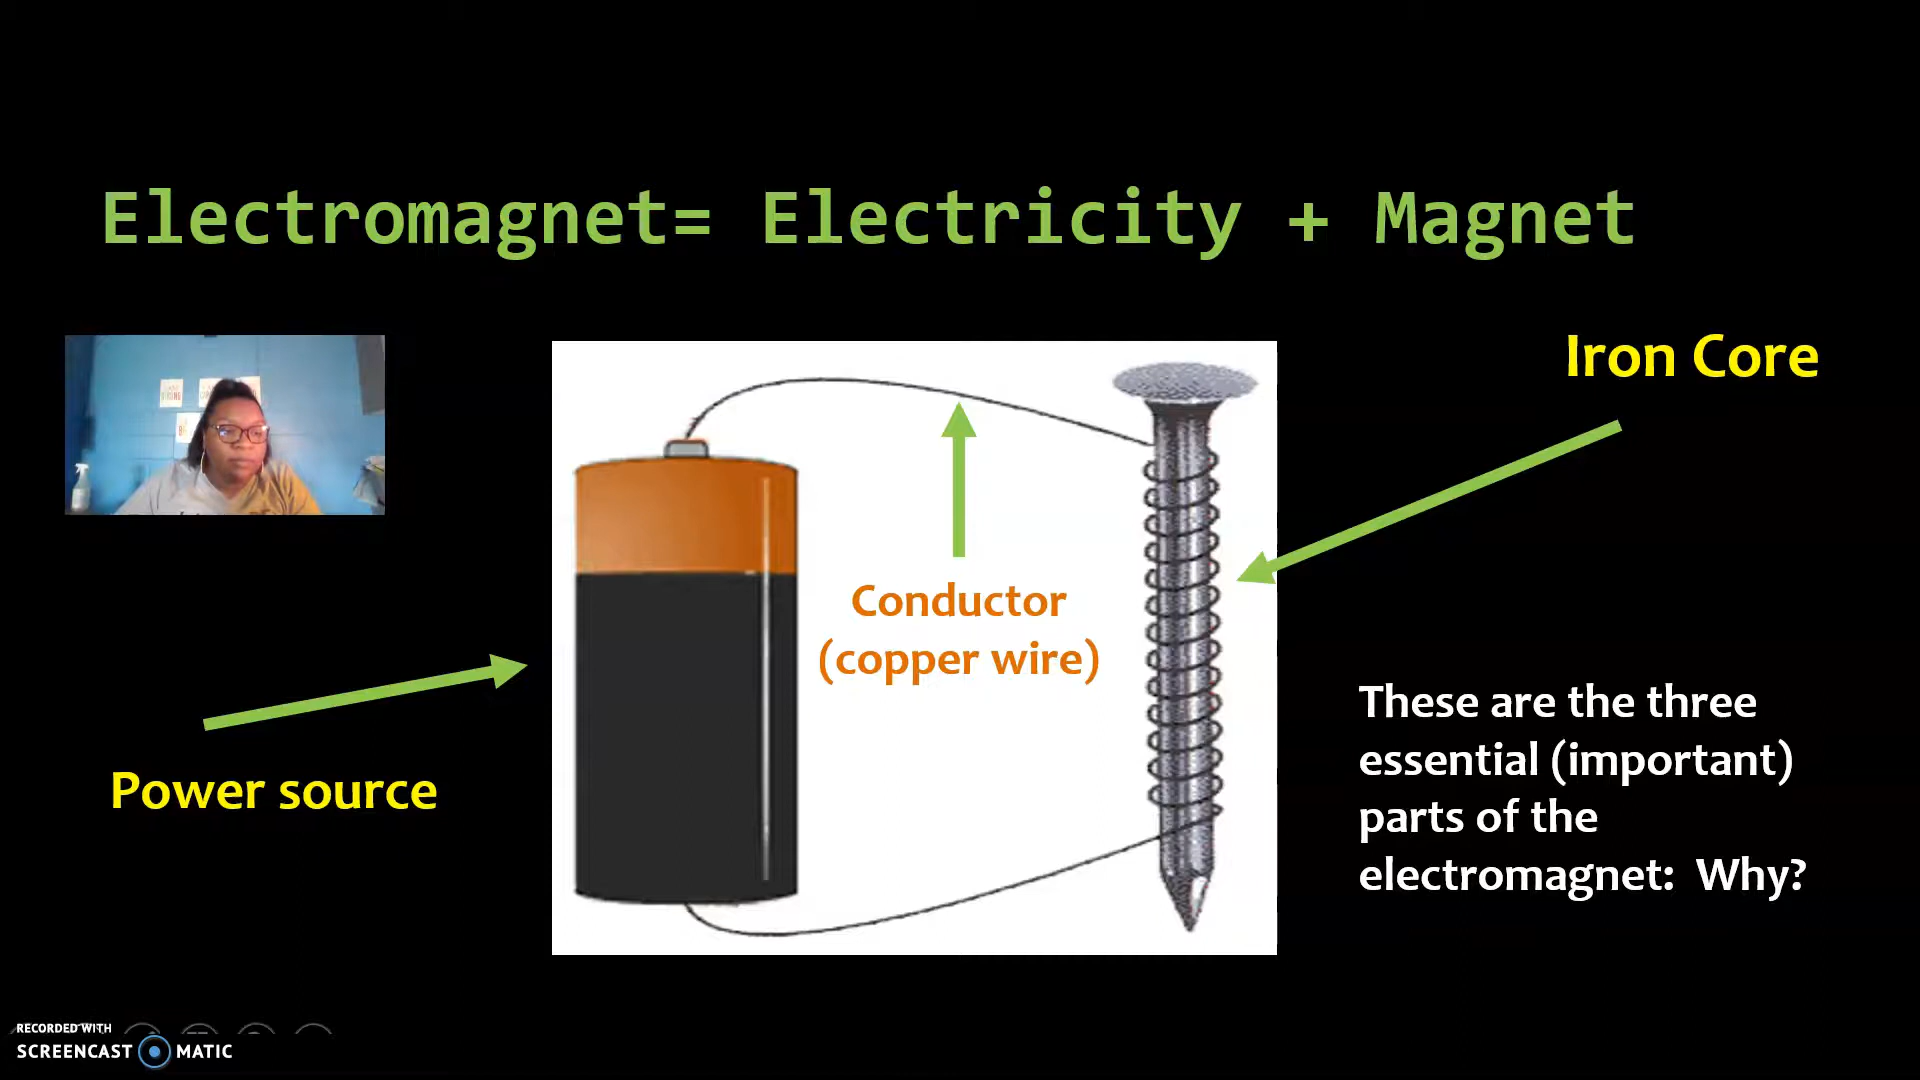 Electromagnet= Electricity + Magnet
Iron Core
Conductor
(copper wire)
Power source
These are the three
essential (important)
parts of the
electromagnet: Why?
RECORDED WITH
SCREENCAST MATIC